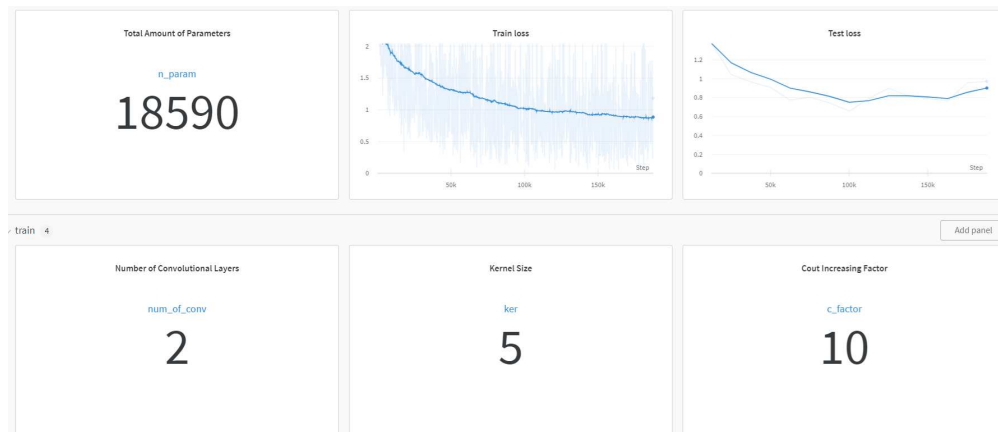 Total Amount of Parameters
n_param
18590
Train loss
2
1.5
1
0.5
0
50k
100k
150k
Step
Test loss
1.2
1
0.8
0.6
0.4
0.2
0
50k
100k
150k
Step
train 4
Add panel
Number of Convolutional Layers
num_of_conv
2
Kernel Size
ker
5
Cout Increasing Factor
c_factor
10